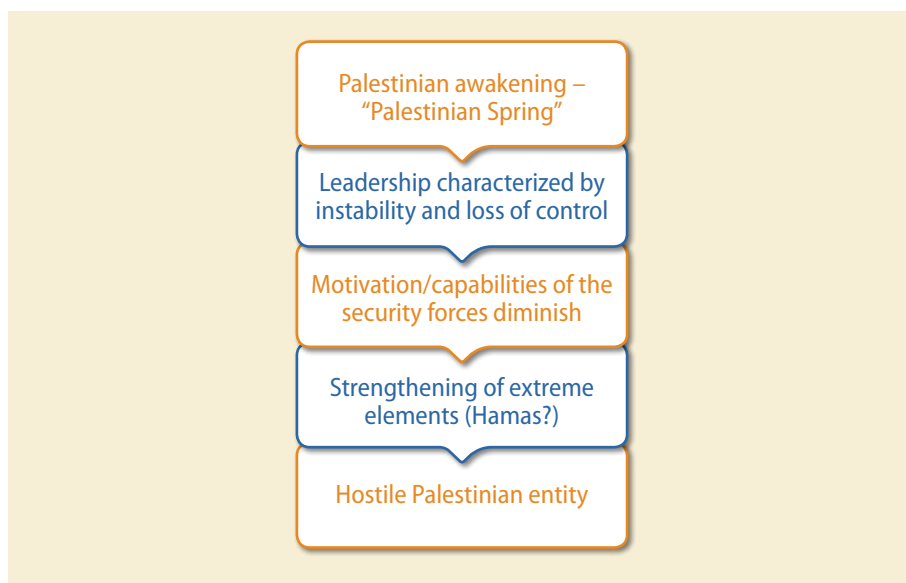 Palestinian awakening –
“Palestinian Spring”
Leadership characterized by
instability and loss of control
Motivation/capabilities of the
security forces diminish
Strengthening of extreme
elements (Hamas?)
Hostile Palestinian entity